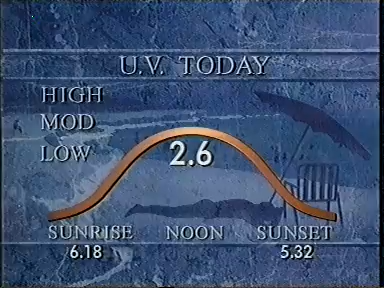 U.V. TODAY
HIGH
MOD
LOW
2.6
SUNRISE NOON SUNSET
6.18 5.32